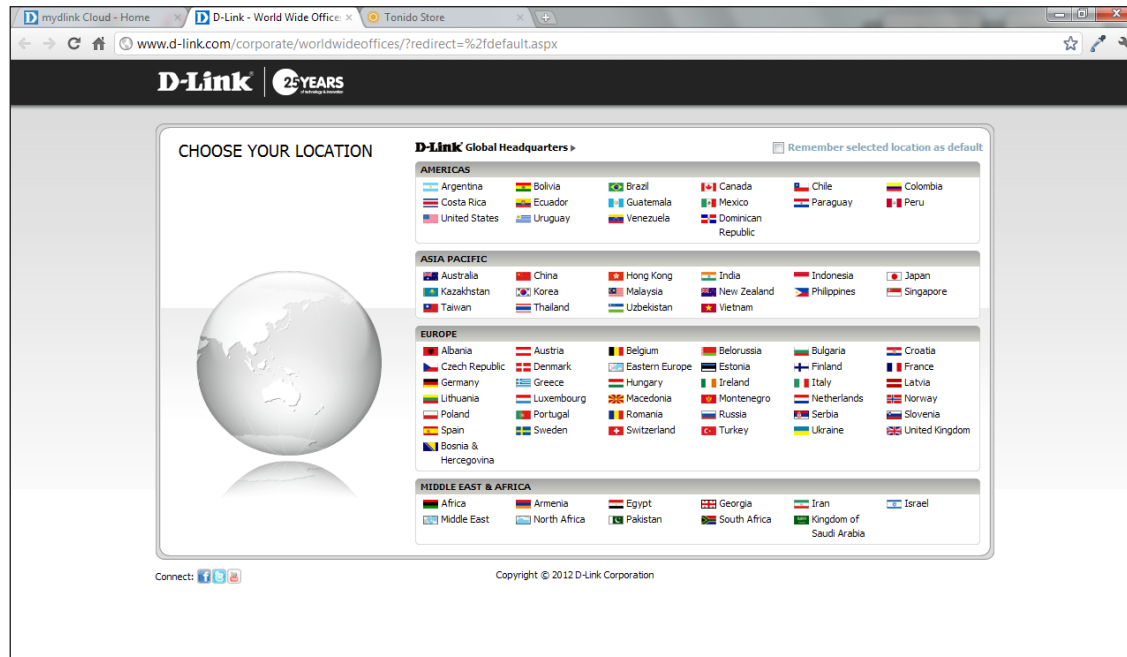 mydlink Cloud - Home
D-Link - World Wide Office
Tonido Store
www.d-link.com/corporate/worldwideoffices/?redirect=%2fdefault.aspx
D-Link 25 YEARS
CHOOSE YOUR LOCATION
D-Link Global Headquarters
Remember selected location as default
AMERICAS
Argentina Bolivia Brazil Canada Chile Colombia
Costa Rica Ecuador Guatemala Mexico Paraguay Peru
United States Uruguay Venezuela Dominican
Republic
ASIA PACIFIC
Australia China Hong Kong India Indonesia Japan
Kazakhstan Korea Malaysia New Zealand Philippines Singapore
Taiwan Thailand Uzbekistan Vietnam
EUROPE
Albania Austria Belgium Belorussia Bulgaria Croatia
Czech Republic Denmark Eastern Europe Estonia Finland France
Germany Greece Hungary Ireland Italy Latvia
Lithuania Luxembourg Macedonia Montenegro Netherlands Norway
Poland Portugal Romania Russia Serbia Slovenia
Spain Sweden Switzerland Turkey Ukraine United Kingdom
Bosnia &
Hercegovina
MIDDLE EAST & AFRICA
Africa Armenia Egypt Georgia Iran Israel
Middle East North Africa Pakistan South Africa Kingdom of
Saudi Arabia
Connect:
Copyright © 2012 D-Link Corporation